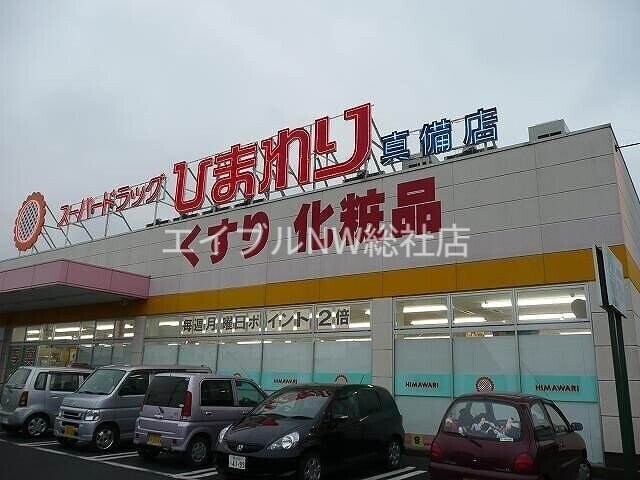 スーパードラッグ ひまわり 真備店
くすり 化粧品
エイブルNW総社店
毎週月曜日ポイント2倍
HIMAWARI
HIMAWARI